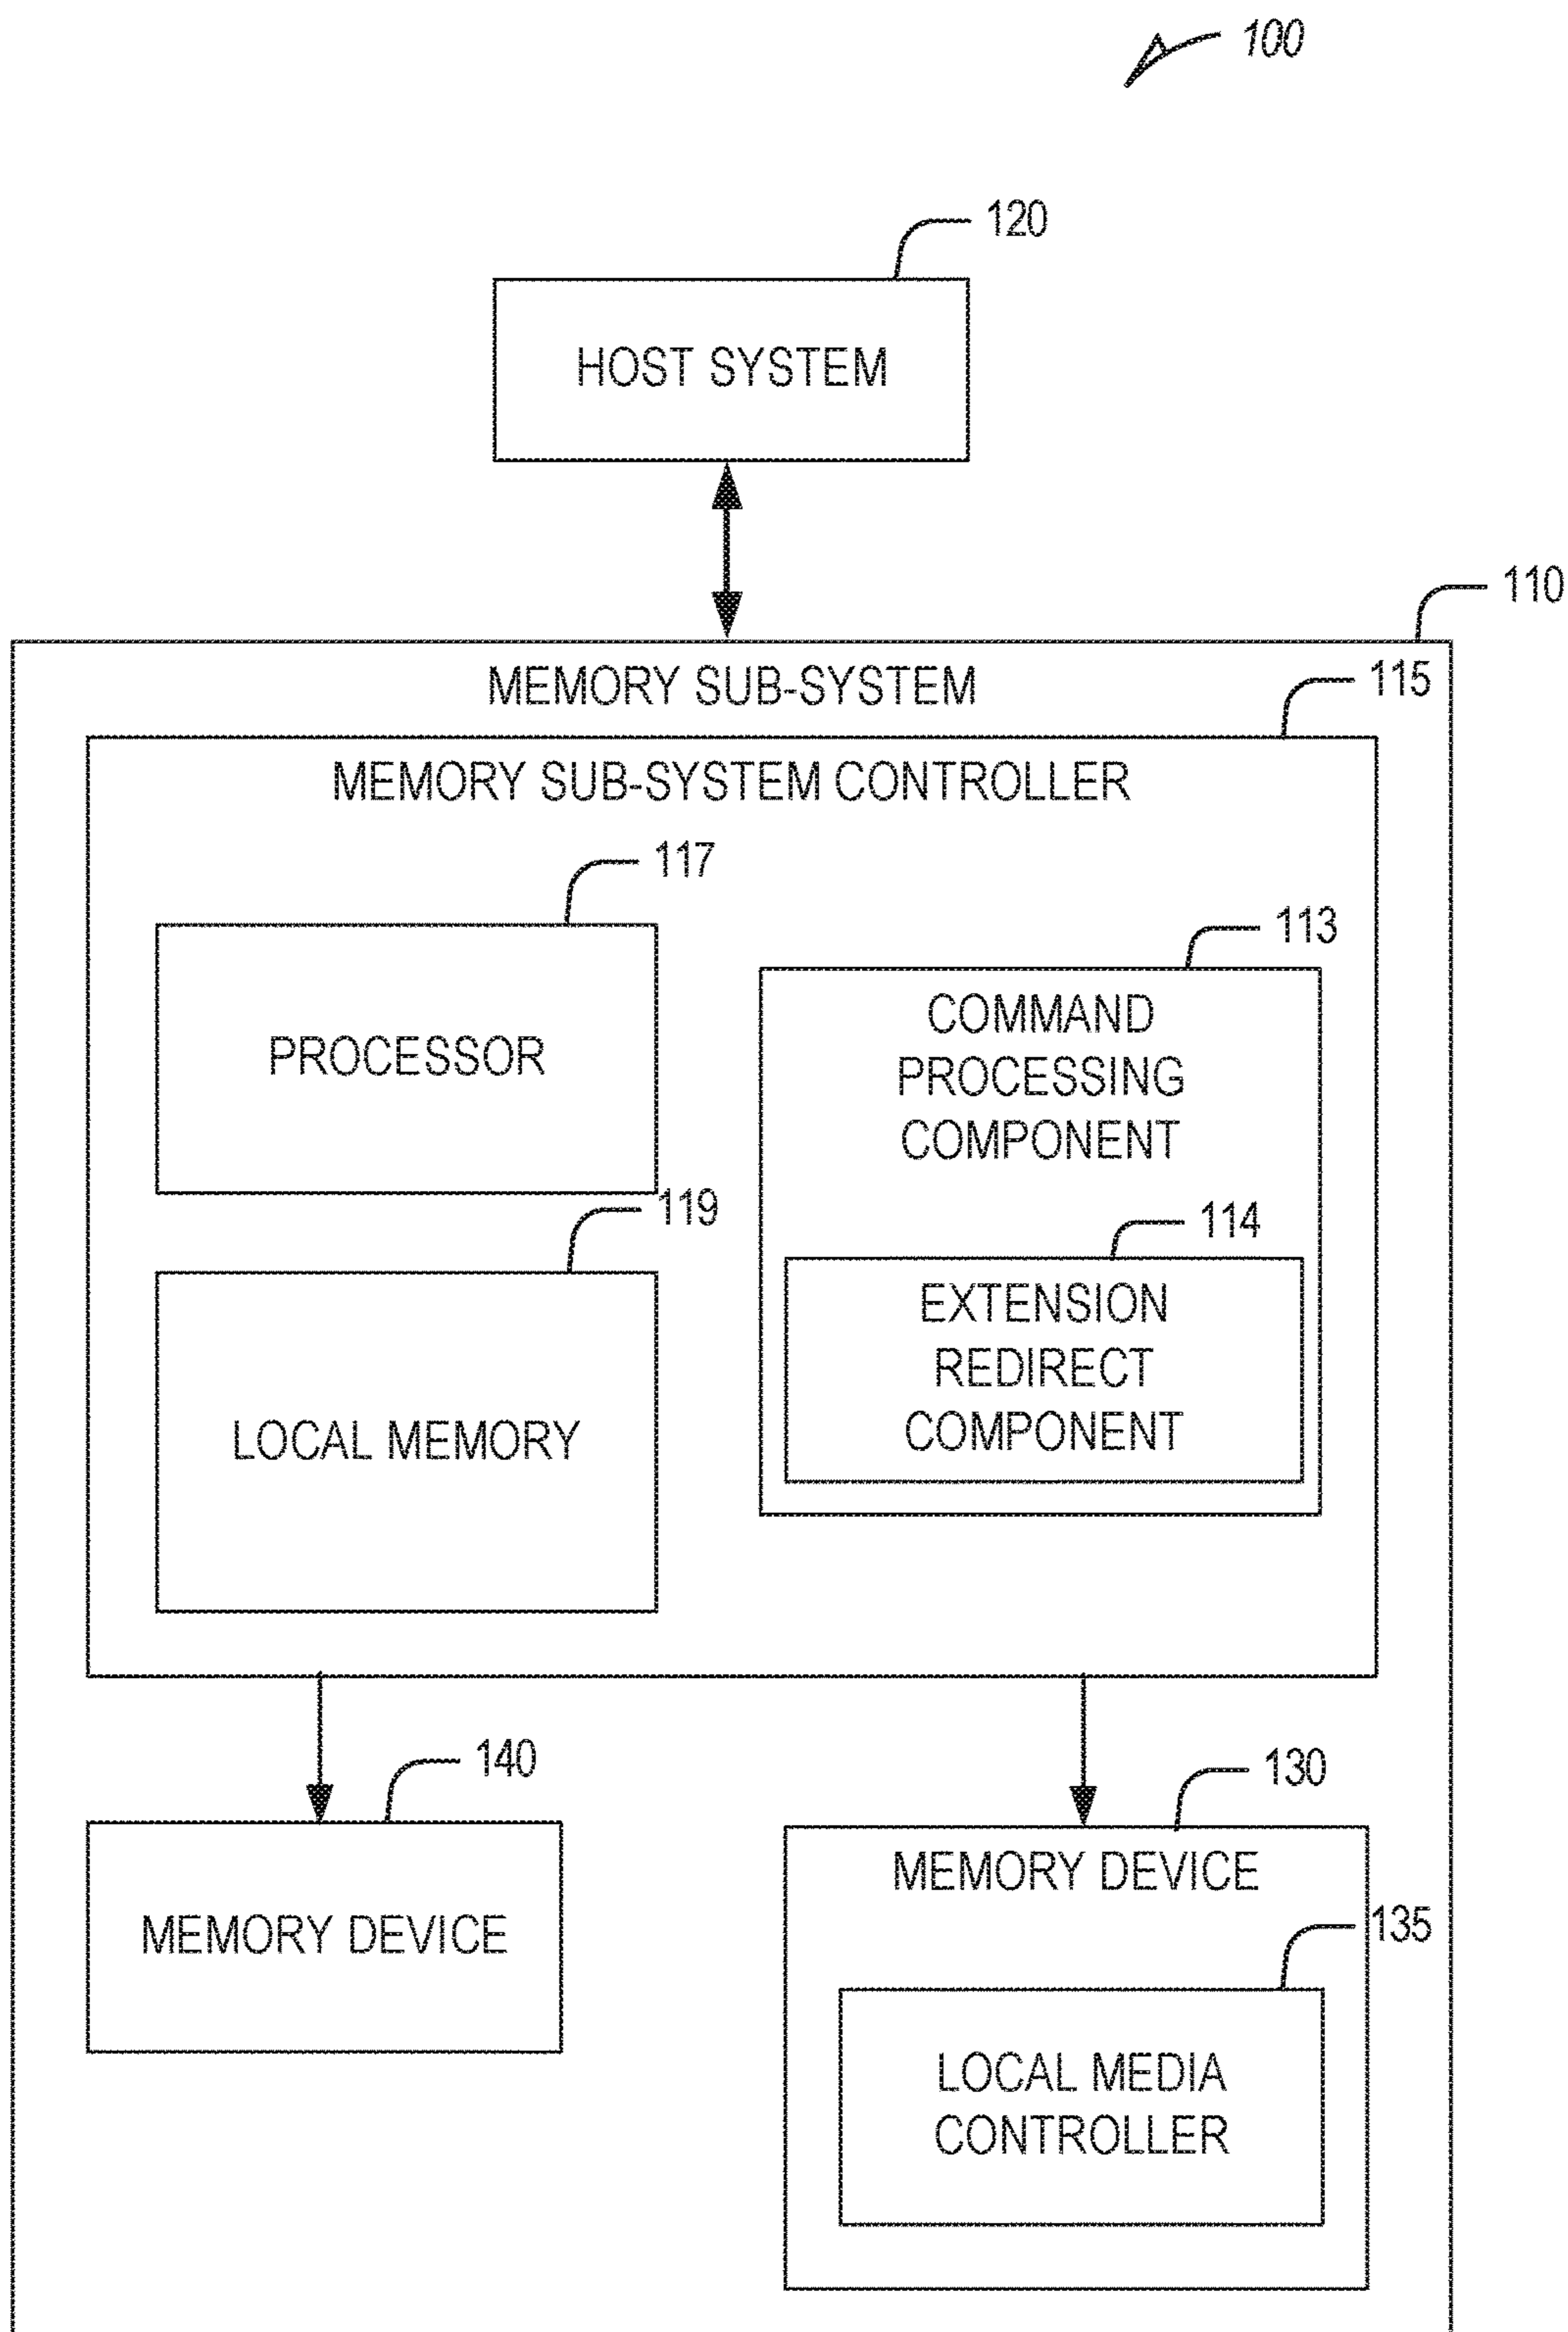 100
120
HOST SYSTEM
110
MEMORY SUB-SYSTEM
115
MEMORY SUB-SYSTEM CONTROLLER
117
PROCESSOR
113
COMMAND
PROCESSING
COMPONENT
119
LOCAL MEMORY
114
EXTENSION
REDIRECT
COMPONENT
140
MEMORY DEVICE
130
MEMORY DEVICE
135
LOCAL MEDIA
CONTROLLER